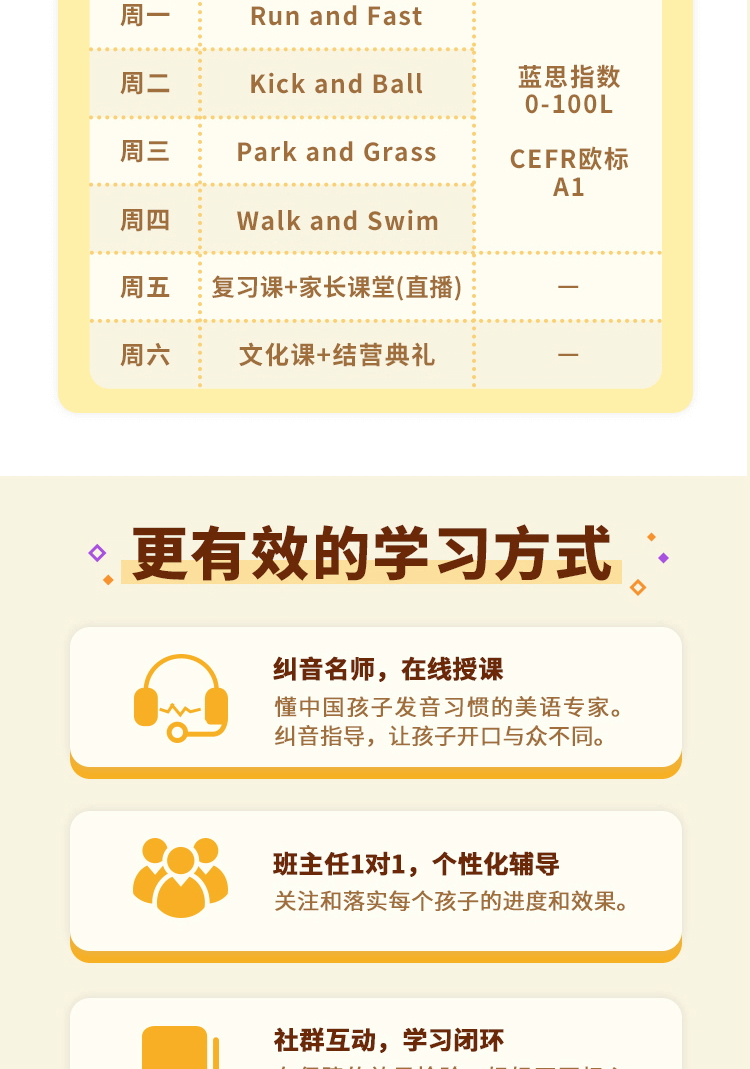 周一 Run and Fast
周二 Kick and Ball
蓝思指数
0-100L
周三 Park and Grass
CEFR欧标
A1
周四 Walk and Swim
周五 复习课+家长课堂(直播) —
周六 文化课+结营典礼 —
更有效的学习方式
纠音名师，在线授课
懂中国孩子发音习惯的美语专家。
纠音指导，让孩子开口与众不同。
班主任1对1，个性化辅导
关注和落实每个孩子的进度和效果。
社群互动，学习闭环